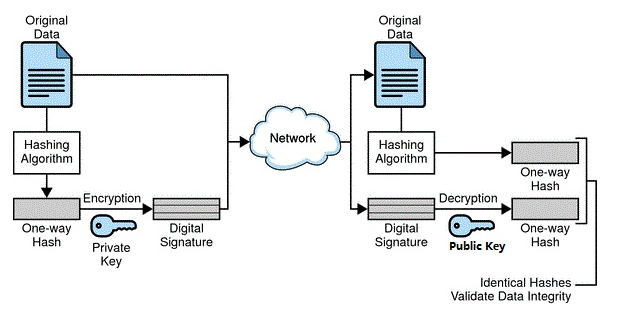 Original
Data
Hashing
Algorithm
One-way
Hash
Encryption
Private
Key
Digital
Signature
Network
Original
Data
Hashing
Algorithm
One-way
Hash
Digital
Signature
Decryption
Public Key
One-way
Hash
Identical Hashes
Validate Data Integrity